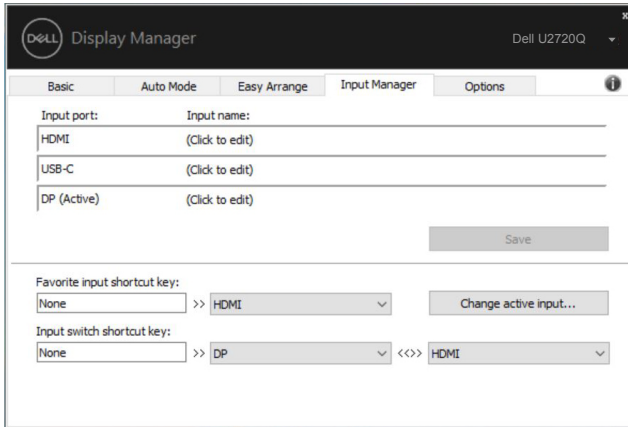 DELL Display Manager Dell U2720Q x
Basic Auto Mode Easy Arrange Input Manager Options i
Input port: Input name:
HDMI (Click to edit)
USB-C (Click to edit)
DP (Active) (Click to edit)
Save
Favorite input shortcut key:
None >> HDMI Change active input...
Input switch shortcut key:
None >> DP <<>> HDMI